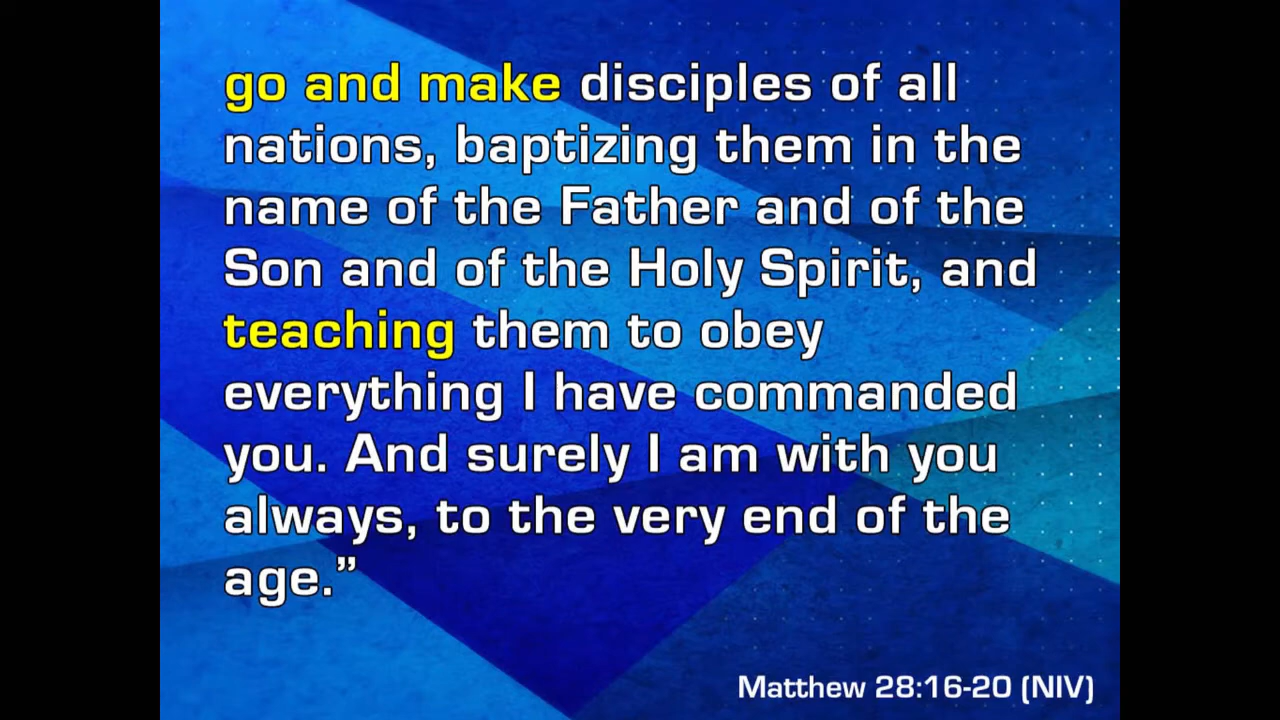 go and make disciples of all
nations, baptizing them in the
name of the Father and of the
Son and of the Holy Spirit, and
teaching them to obey
everything I have commanded
you. And surely I am with you
always, to the very end of the
age.”
Matthew 28:16-20 (NIV)